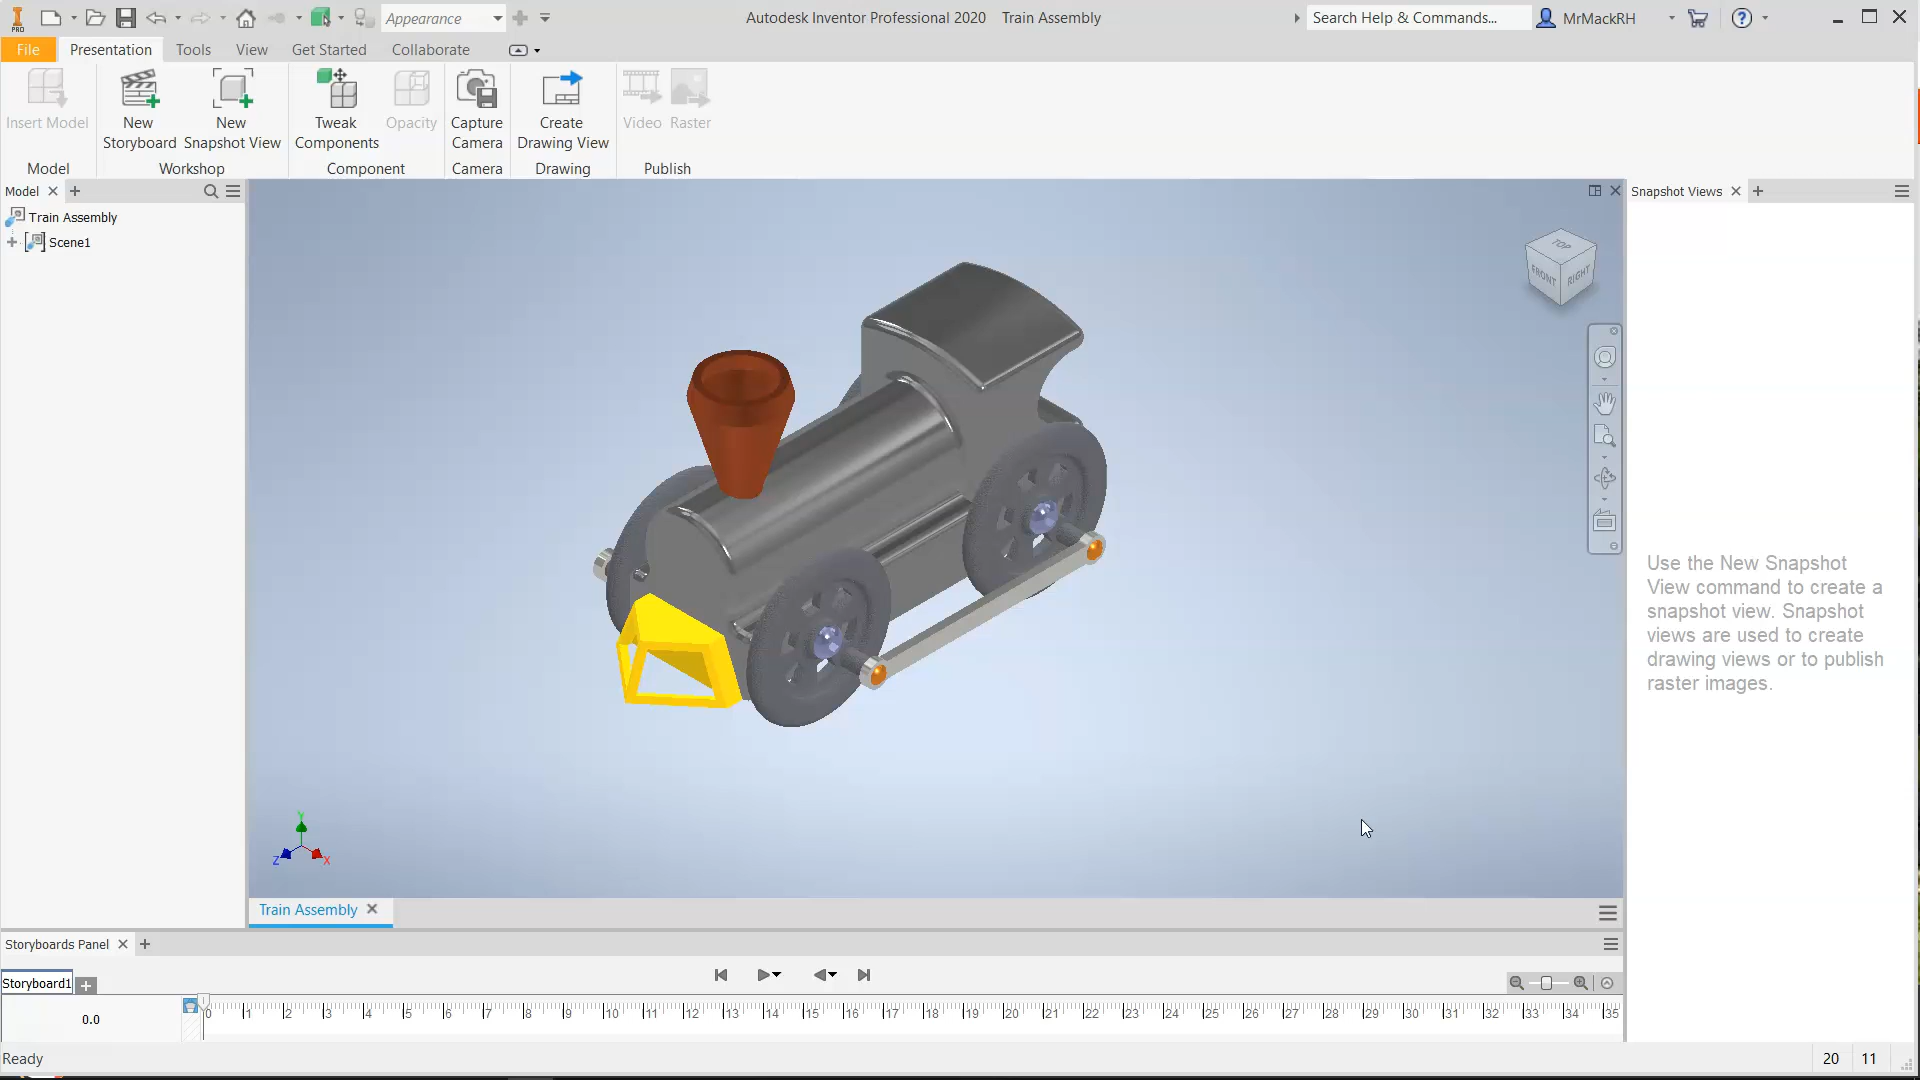 PRO
Appearance
Autodesk Inventor Professional 2020 Train Assembly
Search Help & Commands...
MrMackRH
File Presentation Tools View Get Started Collaborate
Insert Model
New Storyboard
New Snapshot View
Tweak Components
Opacity
Capture Camera
Create Drawing View
Video
Raster
Model
Workshop
Component
Camera
Drawing
Publish
Model
Train Assembly
Scene1
TOP
FRONT
RIGHT
Y
Z
X
Snapshot Views
Use the New Snapshot
View command to create a
snapshot view. Snapshot
views are used to create
drawing views or to publish
raster images.
Train Assembly
Storyboards Panel
Storyboard1
0.0
0 1 2 3 4 5 6 7 8 9 10 11 12 13 14 15 16 17 18 19 20 21 22 23 24 25 26 27 28 29 30 31 32 33 34 35
Ready
20 11